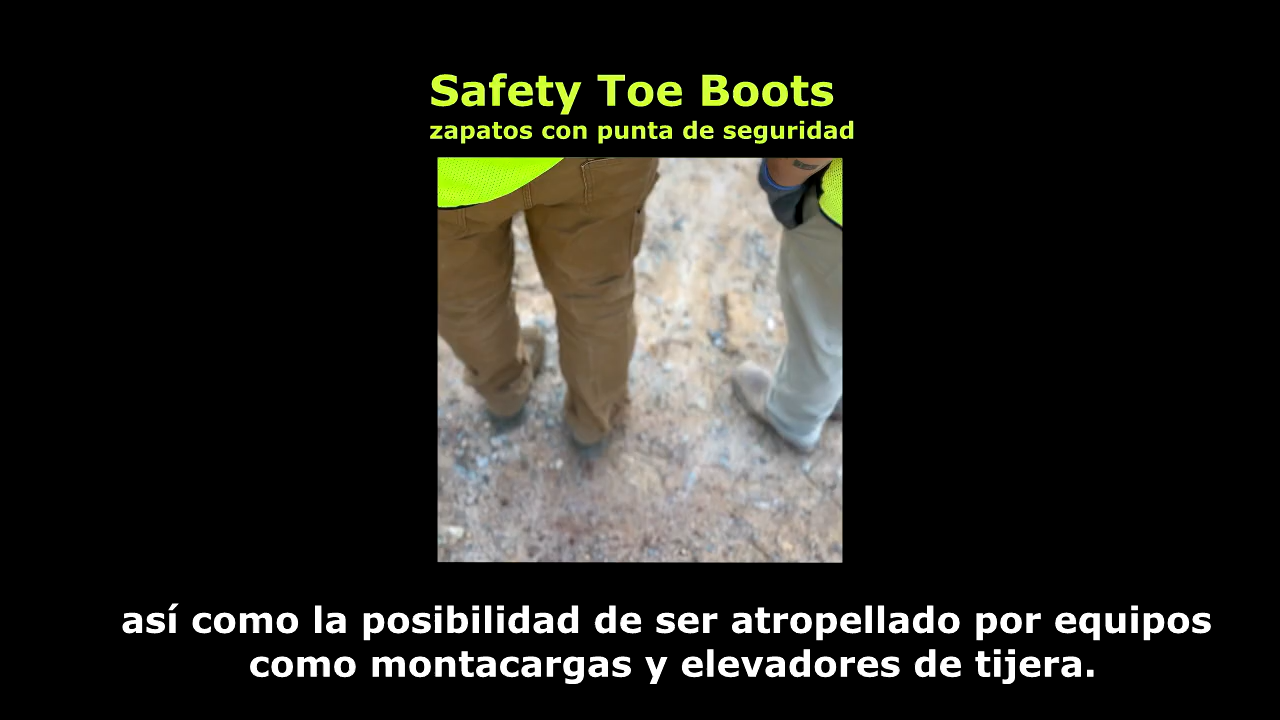 Safety Toe Boots
zapatos con punta de seguridad
así como la posibilidad de ser atropellado por equipos
como montacargas y elevadores de tijera.